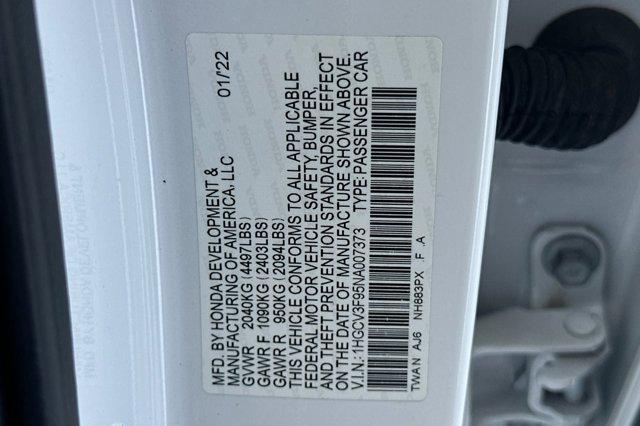 MFD. BY HONDA DEVELOPMENT & 01/22
MANUFACTURING OF AMERICA, LLC
GVWR 2040KG (4497LBS)
GAWR F 1090KG (2403LBS)
GAWR R 950KG (2094LBS)
THIS VEHICLE CONFORMS TO ALL APPLICABLE
FEDERAL MOTOR VEHICLE SAFETY, BUMPER,
AND THEFT PREVENTION STANDARDS IN EFFECT
ON THE DATE OF MANUFACTURE SHOWN ABOVE.
V.I.N.: 1HGCV3F95NA007373 TYPE: PASSENGER CAR
TWA N AJ6 NH883PX F A